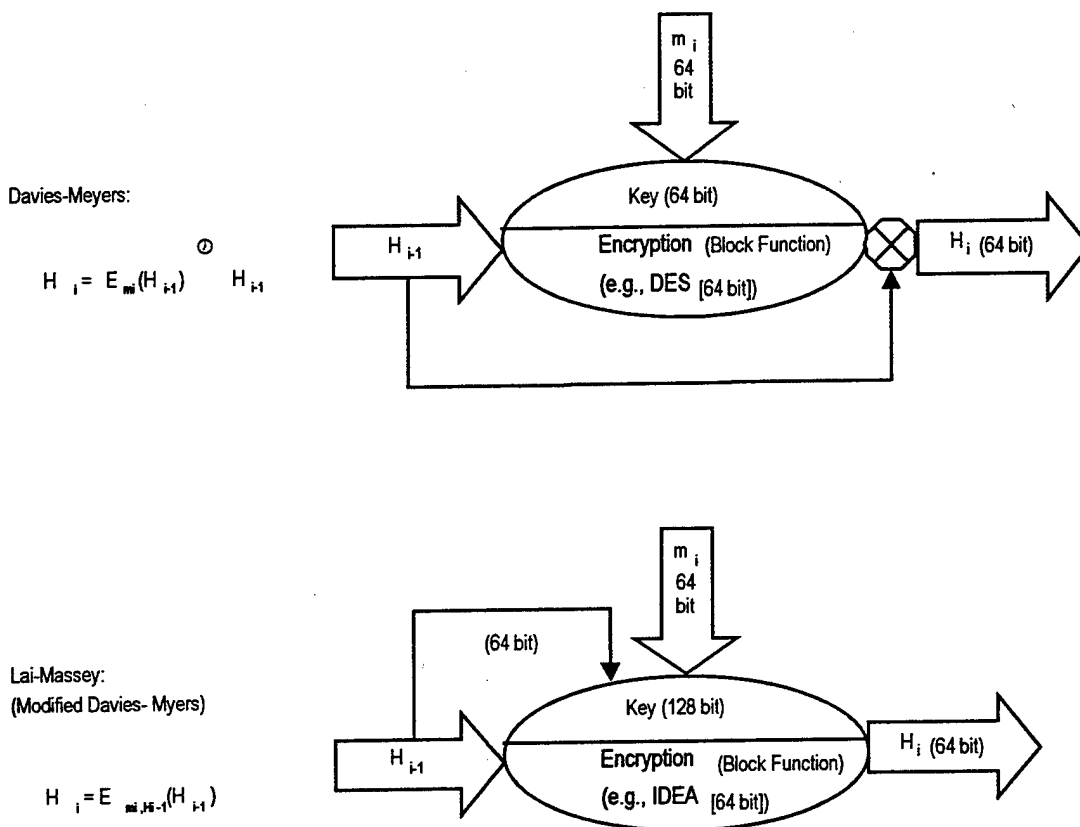 m i
64
bit
Davies-Meyers:
Key (64 bit)
H i-1
Encryption (Block Function)
(e.g., DES [64 bit])
H i (64 bit)
H i = E mi (H i-1) H i-1
m i
64
bit
(64 bit)
Lai-Massey:
(Modified Davies- Myers)
Key (128 bit)
H i-1
Encryption (Block Function)
(e.g., IDEA [64 bit])
H i (64 bit)
H i = E mi,Hi-1 (H i-1)